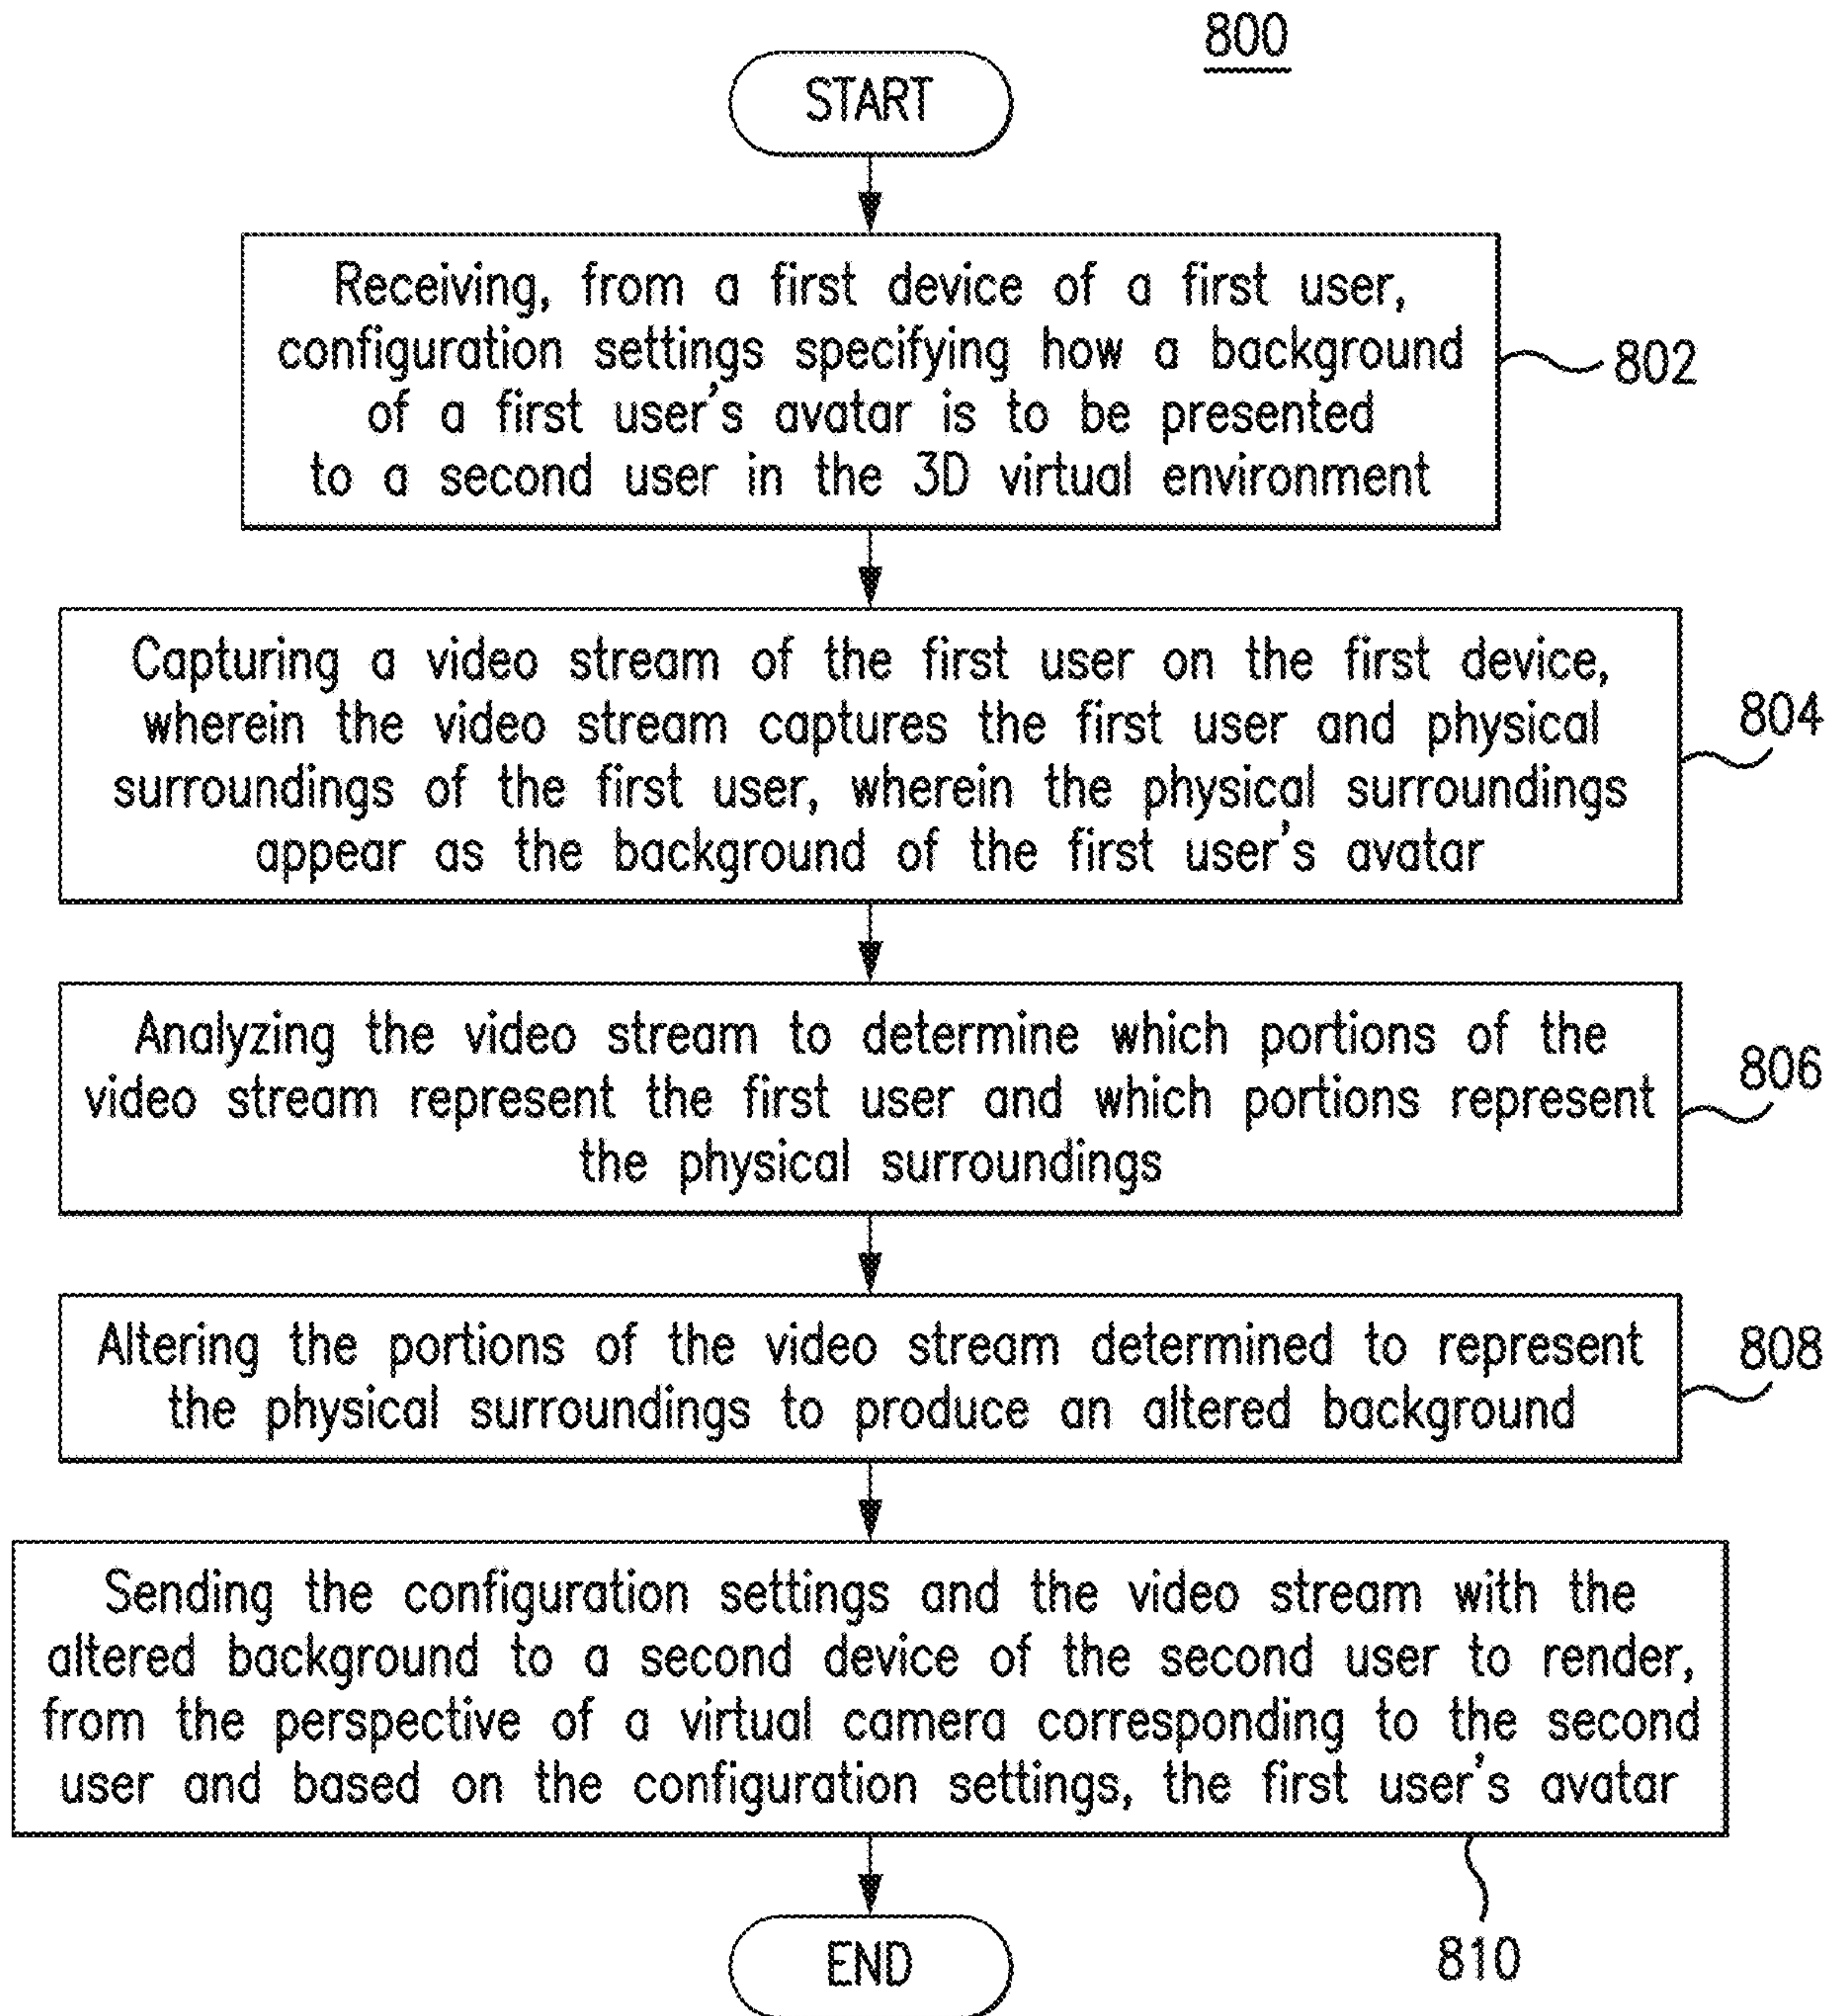 800
START
Receiving, from a first device of a first user,
configuration settings specifying how a background
of a first user's avatar is to be presented
to a second user in the 3D virtual environment
802
Capturing a video stream of the first user on the first device,
wherein the video stream captures the first user and physical
surroundings of the first user, wherein the physical surroundings
appear as the background of the first user's avatar
804
Analyzing the video stream to determine which portions of the
video stream represent the first user and which portions represent
the physical surroundings
806
Altering the portions of the video stream determined to represent
the physical surroundings to produce an altered background
808
Sending the configuration settings and the video stream with the
altered background to a second device of the second user to render,
from the perspective of a virtual camera corresponding to the second
user and based on the configuration settings, the first user's avatar
810
END